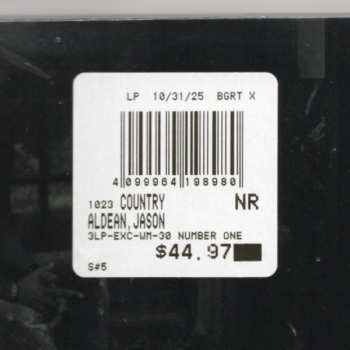 LP 10/31/25 BGRT X
4 099964 198980
1023 COUNTRY NR
ALDEAN,JASON
3LP-EXC-WM-30 NUMBER ONE
$44.97
S#5